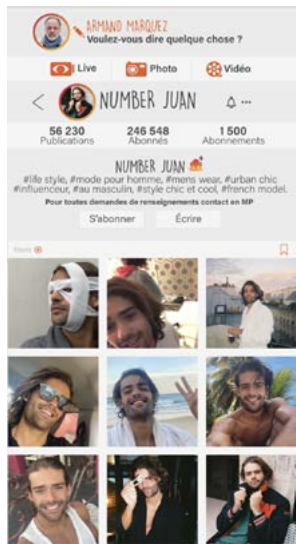 ARMAND MARQUEZ
Voulez-vous dire quelque chose ?
Live
Photo
Vidéo
NUMBER JUAN
56 230
246 548
1 500
Publications
Abonnés
Abonnements
NUMBER JUAN
#life style, #mode pour homme, #mens wear, #urban chic
#influenceur, #au masculin, #style chic et cool, #french model.
Pour toutes demandes de renseignements contact en MP
S'abonner
Écrire